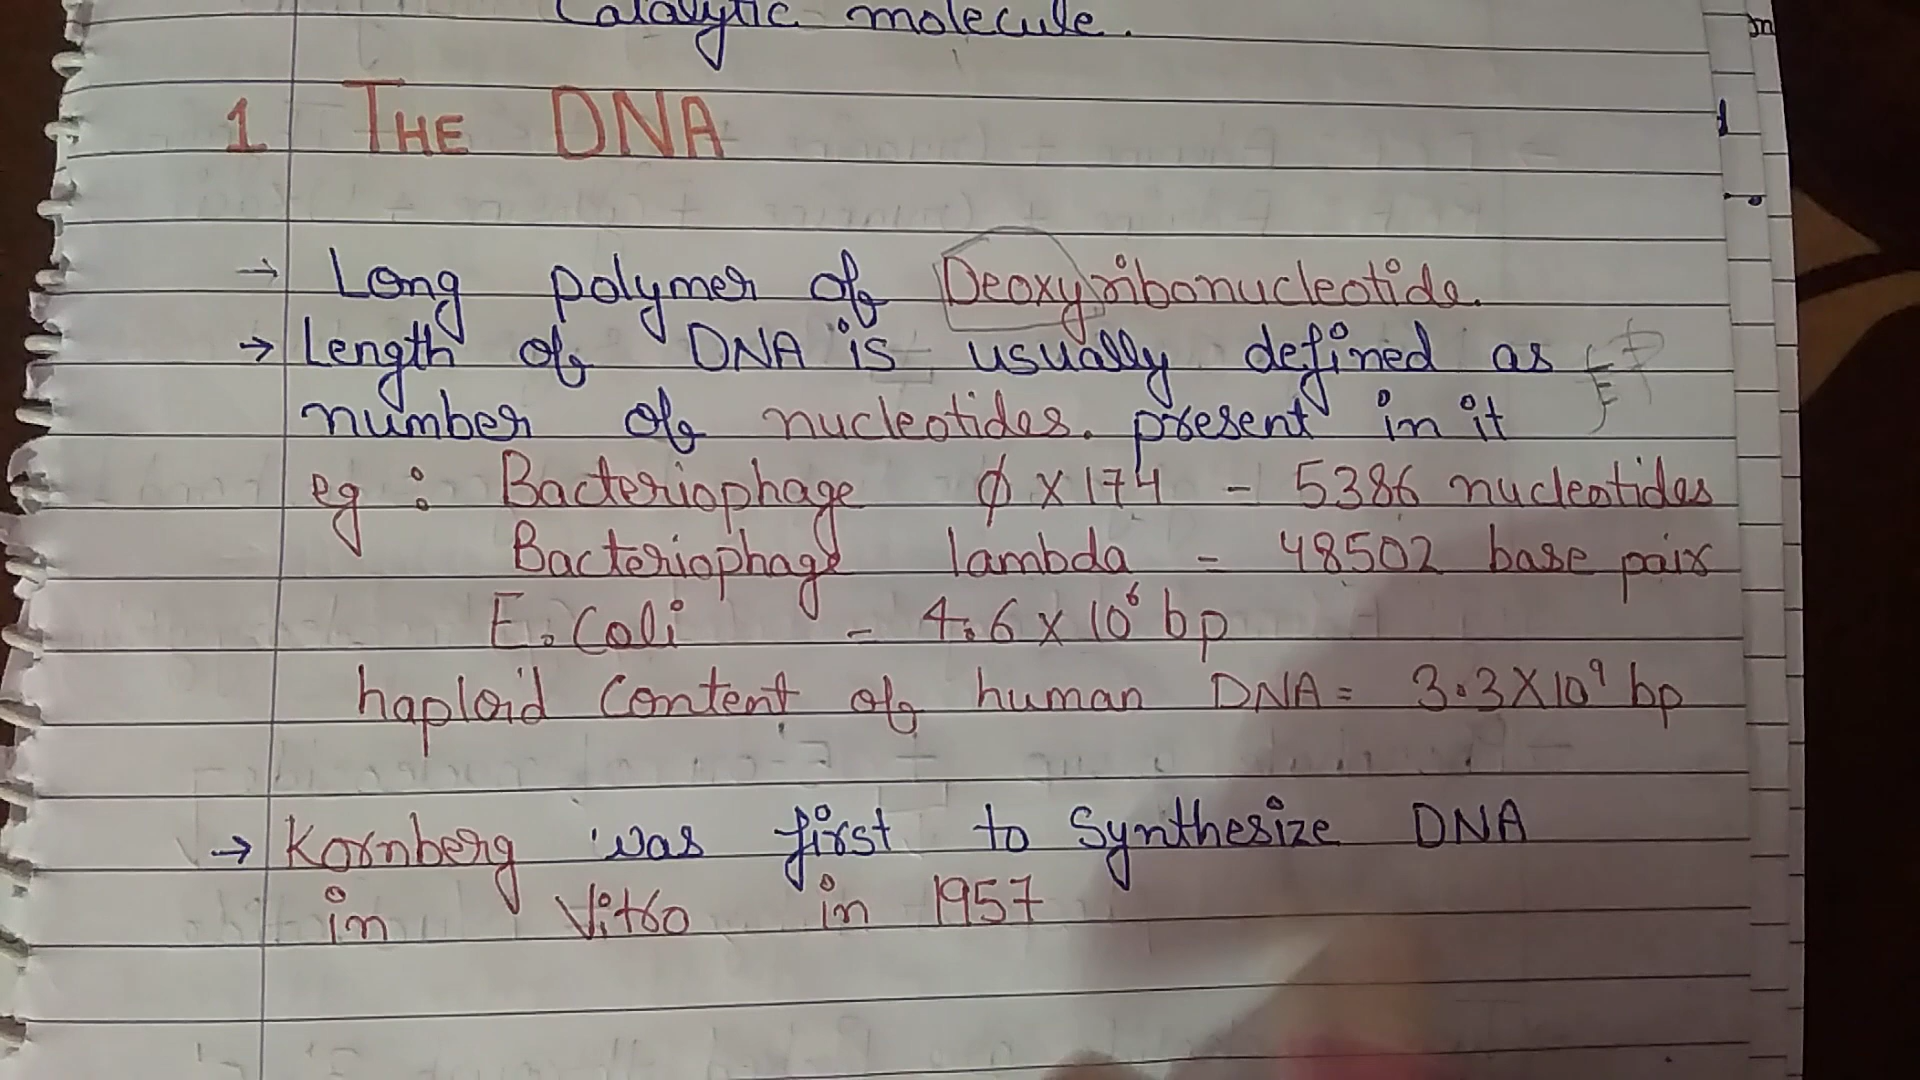 Catalytic molecule.
1 THE DNA
→ Long polymer of Deoxyribonucleotide.
→ Length of DNA is usually defined as
number of nucleotides. present in it
eg : Bacteriophage φ x 174 - 5386 nucleotides
Bacteriophage lambda - 48502 base pair
E. Coli - 4.6 x 10⁶ bp
haploid Content of human DNA = 3.3 X 10⁹ bp
→ Kornberg was first to Synthesize DNA
in Vitro in 1957